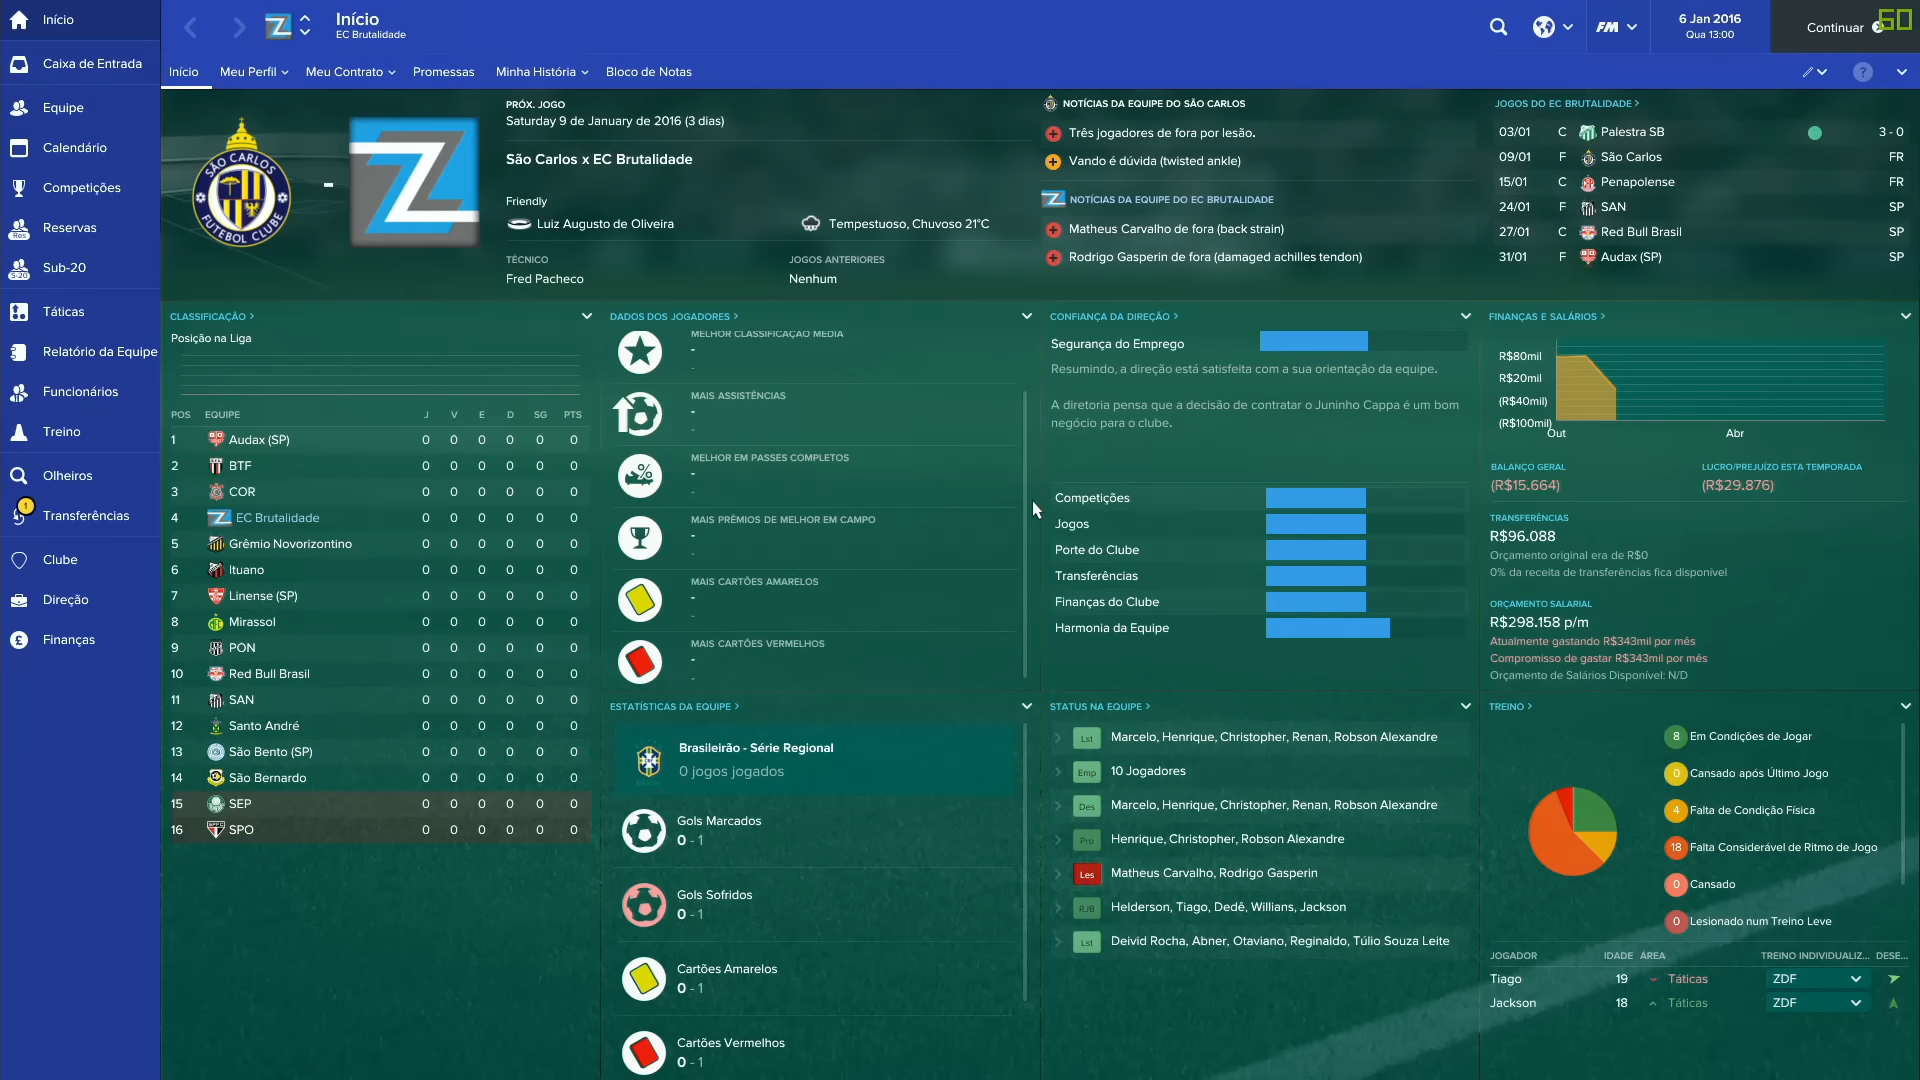 Início
Caixa de Entrada
Equipe
Calendário
Competições
Reservas
Sub-20
Táticas
Relatório da Equipe
Funcionários
Treino
Olheiros
1
Transferências
Clube
Direção
Finanças
Início
EC Brutalidade
FM
6 Jan 2016
Qua 13:00
Continuar
60
Início
Meu Perfil
Meu Contrato
Promessas
Minha História
Bloco de Notas
SÃO CARLOS
FUTEBOL CLUBE
-
PRÓX. JOGO
Saturday 9 de January de 2016 (3 dias)
São Carlos x EC Brutalidade
Friendly
Luiz Augusto de Oliveira
Tempestuoso, Chuvoso 21°C
TÉCNICO
Fred Pacheco
JOGOS ANTERIORES
Nenhum
NOTÍCIAS DA EQUIPE DO SÃO CARLOS
Três jogadores de fora por lesão.
Vando é dúvida (twisted ankle)
NOTÍCIAS DA EQUIPE DO EC BRUTALIDADE
Matheus Carvalho de fora (back strain)
Rodrigo Gasperin de fora (damaged achilles tendon)
JOGOS DO EC BRUTALIDADE >
03/01 C Palestra SB 3 - 0
09/01 F São Carlos FR
15/01 C Penapolense FR
24/01 F SAN SP
27/01 C Red Bull Brasil SP
31/01 F Audax (SP) SP
CLASSIFICAÇÃO >
Posição na Liga
POS EQUIPE J V E D SG PTS
1 Audax (SP) 0 0 0 0 0 0
2 BTF 0 0 0 0 0 0
3 COR 0 0 0 0 0 0
4 EC Brutalidade 0 0 0 0 0 0
5 Grêmio Novorizontino 0 0 0 0 0 0
6 Ituano 0 0 0 0 0 0
7 Linense (SP) 0 0 0 0 0 0
8 Mirassol 0 0 0 0 0 0
9 PON 0 0 0 0 0 0
10 Red Bull Brasil 0 0 0 0 0 0
11 SAN 0 0 0 0 0 0
12 Santo André 0 0 0 0 0 0
13 São Bento (SP) 0 0 0 0 0 0
14 São Bernardo 0 0 0 0 0 0
15 SEP 0 0 0 0 0 0
16 SPO 0 0 0 0 0 0
DADOS DOS JOGADORES >
MELHOR CLASSIFICAÇÃO MÉDIA
-
-
MAIS ASSISTÊNCIAS
-
-
MELHOR EM PASSES COMPLETOS
-
-
MAIS PRÊMIOS DE MELHOR EM CAMPO
-
-
MAIS CARTÕES AMARELOS
-
-
MAIS CARTÕES VERMELHOS
-
-
ESTATÍSTICAS DA EQUIPE >
Brasileirão - Série Regional
0 jogos jogados
Gols Marcados
0 - 1
Gols Sofridos
0 - 1
Cartões Amarelos
0 - 1
Cartões Vermelhos
0 - 1
CONFIANÇA DA DIREÇÃO >
Segurança do Emprego
Resumindo, a direção está satisfeita com a sua orientação da equipe.
A diretoria pensa que a decisão de contratar o Juninho Cappa é um bom
negócio para o clube.
Competições
Jogos
Porte do Clube
Transferências
Finanças do Clube
Harmonia da Equipe
STATUS NA EQUIPE >
Lst Marcelo, Henrique, Christopher, Renan, Robson Alexandre
Emp 10 Jogadores
Des Marcelo, Henrique, Christopher, Renan, Robson Alexandre
Pro Henrique, Christopher, Robson Alexandre
Les Matheus Carvalho, Rodrigo Gasperin
RJB Helderson, Tiago, Dedê, Willians, Jackson
Lst Deivid Rocha, Abner, Otaviano, Reginaldo, Túlio Souza Leite
FINANÇAS E SALÁRIOS >
R$80mil
R$20mil
(R$40mil)
(R$100mil)
Out
Abr
BALANÇO GERAL
(R$15.664)
LUCRO/PREJUÍZO ESTA TEMPORADA
(R$29.876)
TRANSFERÊNCIAS
R$96.088
Orçamento original era de R$0
0% da receita de transferências fica disponível
ORÇAMENTO SALARIAL
R$298.158 p/m
Atualmente gastando R$343mil por mês
Compromisso de gastar R$343mil por mês
Orçamento de Salários Disponível: N/D
TREINO >
8 Em Condições de Jogar
0 Cansado após Último Jogo
4 Falta de Condição Física
18 Falta Considerável de Ritmo de Jogo
0 Cansado
0 Lesionado num Treino Leve
JOGADOR IDADE ÁREA TREINO INDIVIDUALIZ... DESE...
Tiago 19 Táticas ZDF
Jackson 18 Táticas ZDF